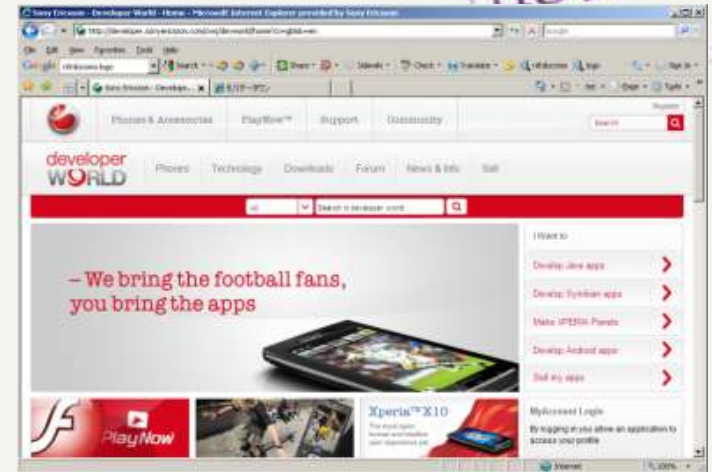 Sony Ericsson - Developer World - Home - Microsoft Internet Explorer provided by Sony Ericsson
File Edit View Favorites Tools Help
Phones & Accessories PlayNow™ Support Community
Register
Search
developer
WORLD
Phones Technology Downloads Forum News & Info Sell
All
Search in developer world
– We bring the football fans,
you bring the apps
I Want to
Develop Java apps
Develop Symbian apps
Make XPERIA Panels
Develop Android apps
Sell my apps
PlayNow
Xperia™X10
MyAccount Login
By logging in you allow an application to
access your profile
Internet
100%